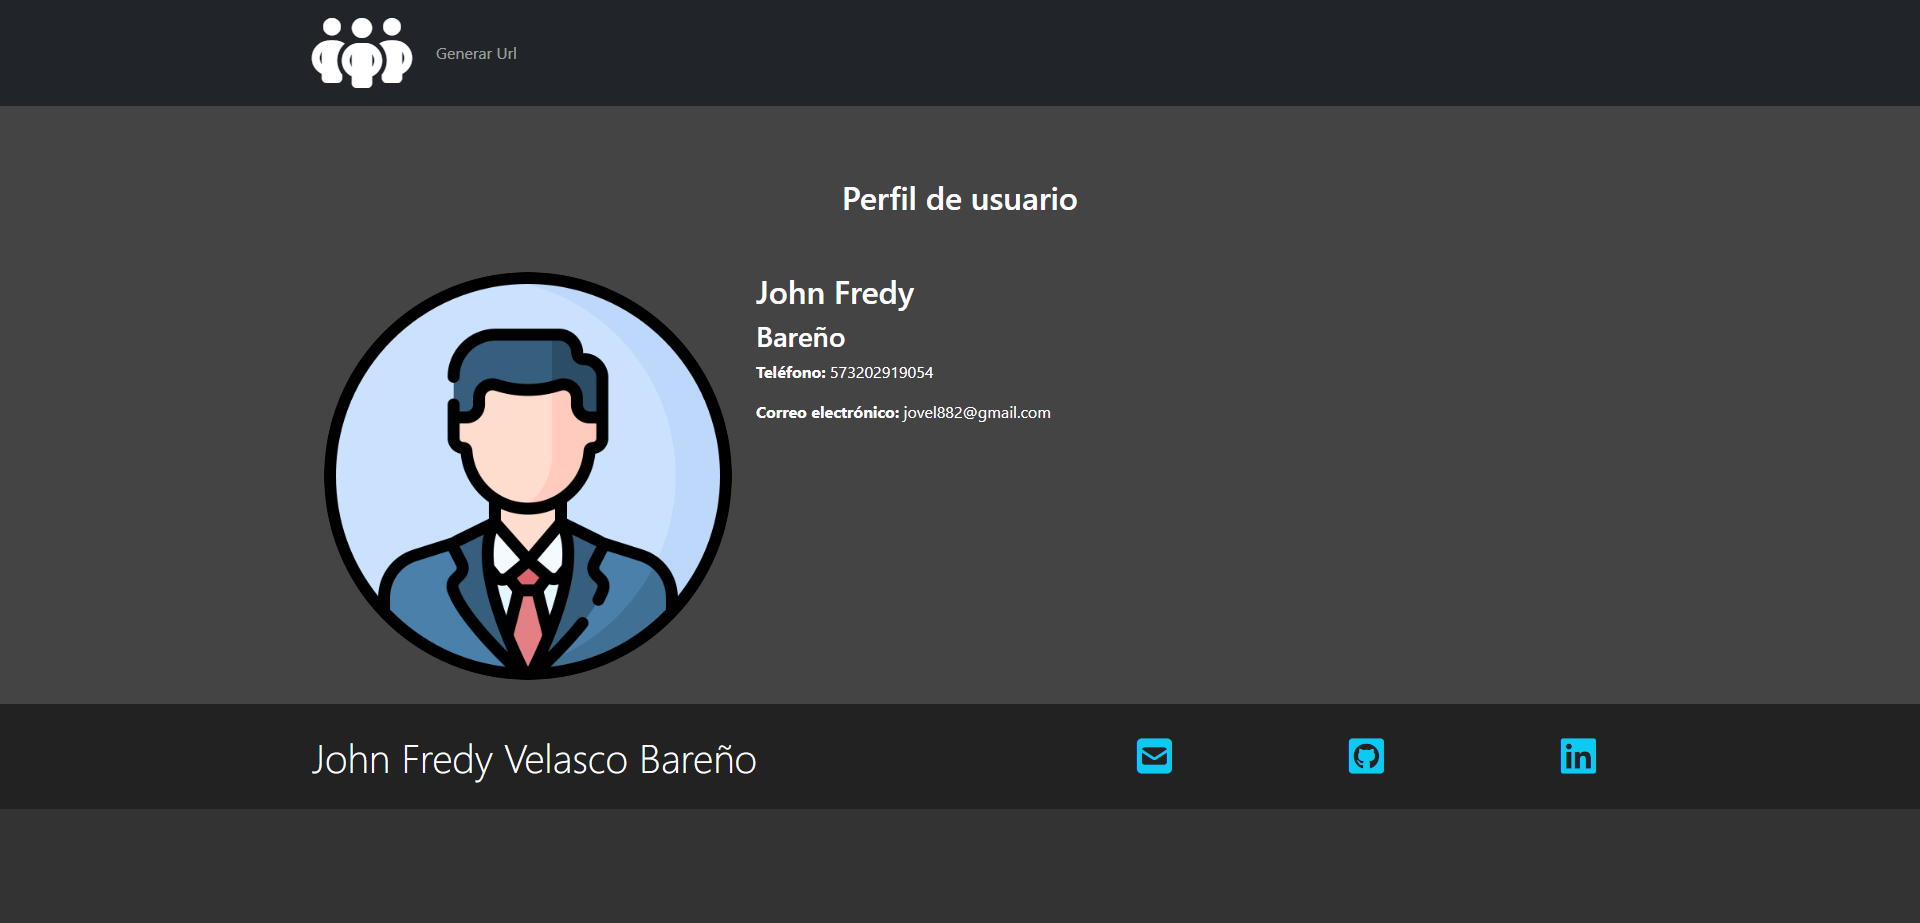 Generar Url
Perfil de usuario
John Fredy
Bareño
Teléfono: 573202919054
Correo electrónico: jovel882@gmail.com
John Fredy Velasco Bareño
in